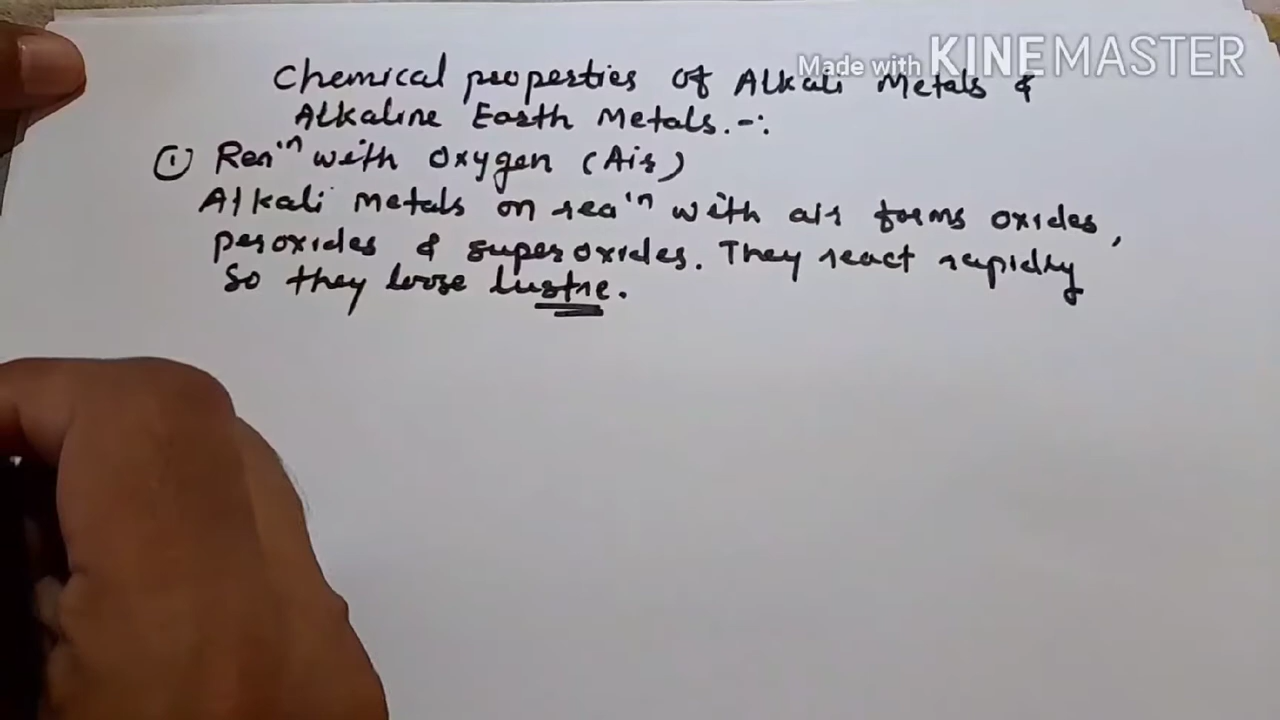 Made with KINEMASTER
Chemical properties of Alkali Metals &
Alkaline Earth Metals.-:
① Rea'n with Oxygen (Air)
Alkali metals on rea'n with air forms oxides,
peroxides & superoxides. They react rapidly
So they loose lustre.